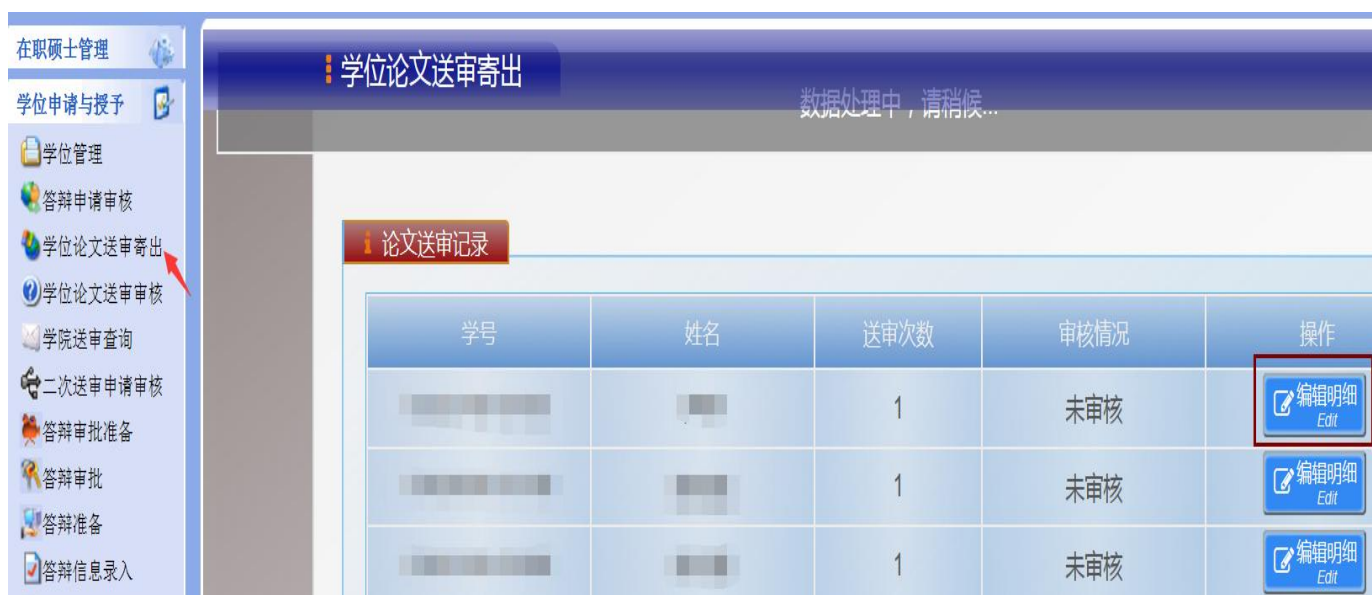 在职硕士管理
学位申请与授予
学位管理
答辩申请审核
学位论文送审寄出
学位论文送审审核
学院送审查询
二次送审申请审核
答辩审批准备
答辩审批
答辩准备
答辩信息录入
学位论文送审寄出
数据处理中，请稍候...
论文送审记录
学号 姓名 送审次数 审核情况 操作
1 未审核 编辑明细
Edit
1 未审核 编辑明细
Edit
1 未审核 编辑明细
Edit